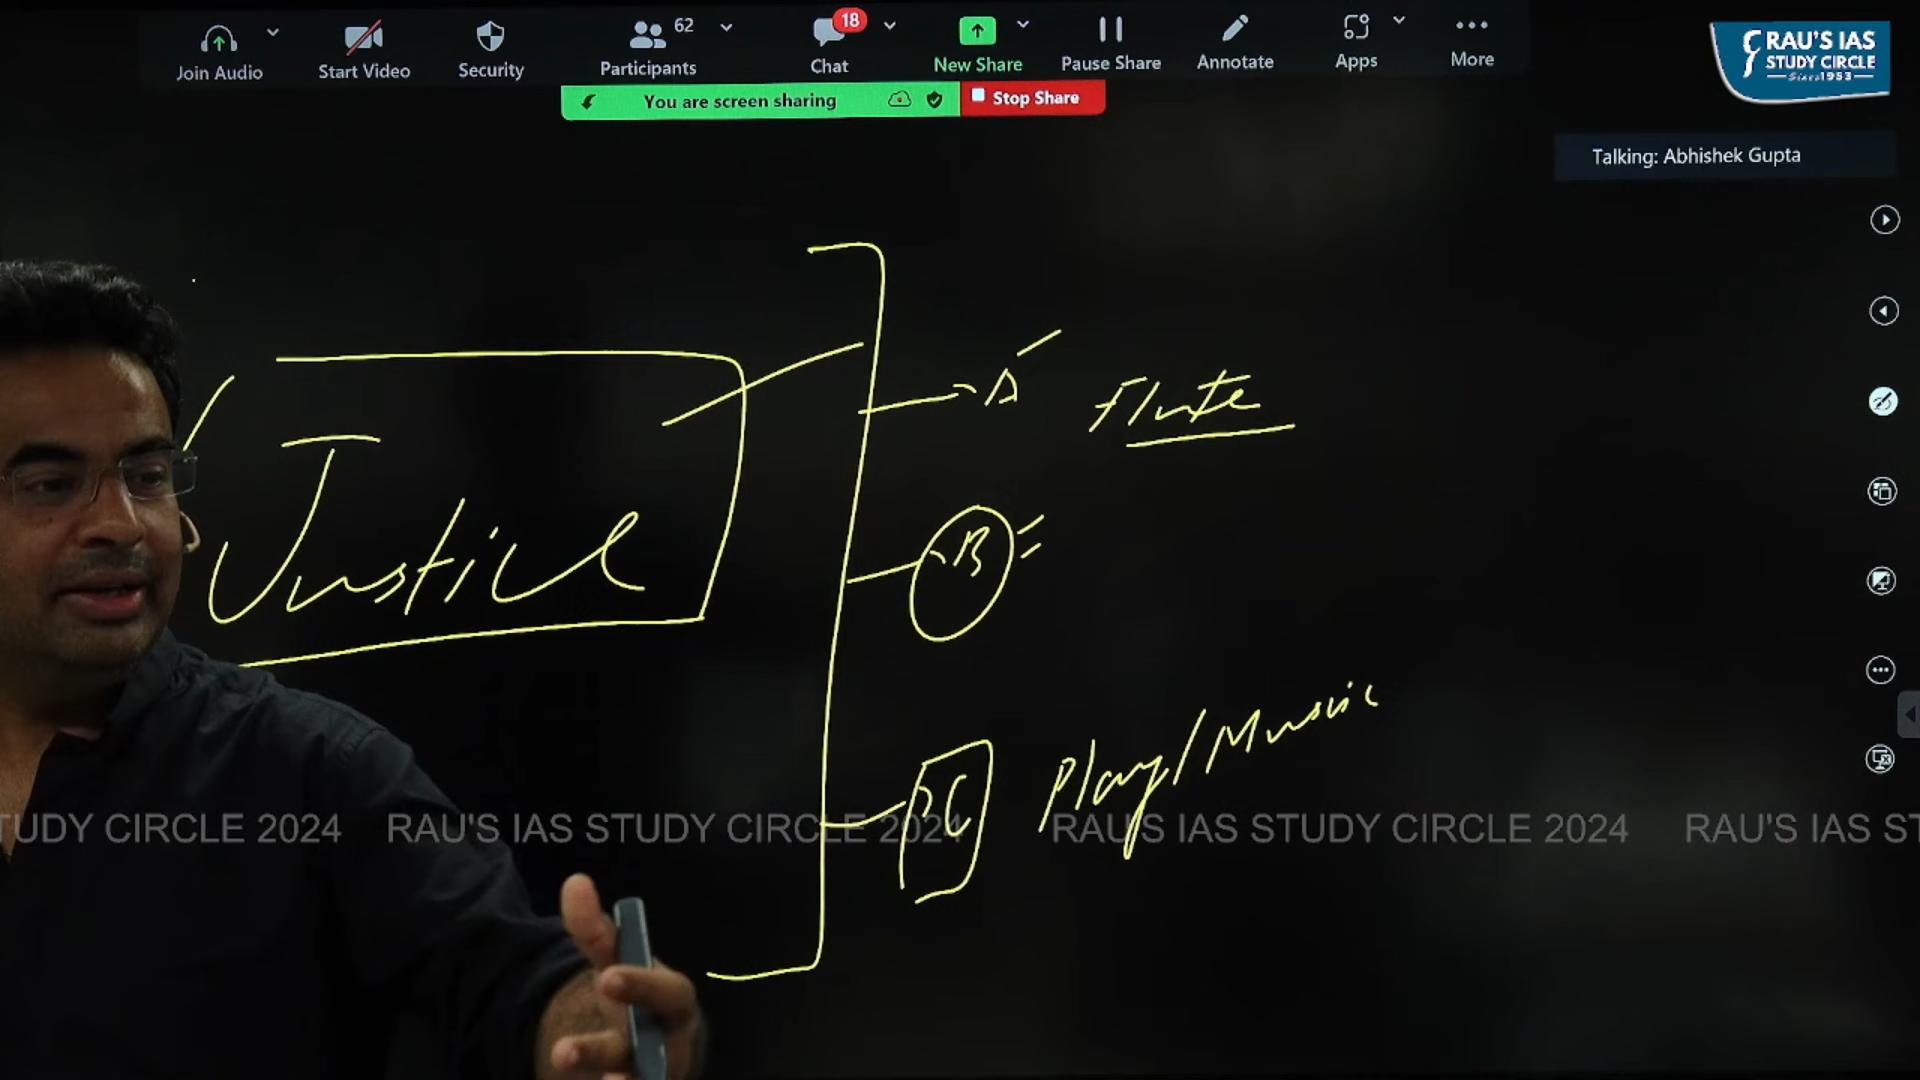 62
18
Join Audio
Start Video
Security
Participants
Chat
New Share
Pause Share
Annotate
Apps
More
RAU'S IAS
STUDY CIRCLE
Since 1953
You are screen sharing
Stop Share
Talking: Abhishek Gupta
A Flute
Justice
B
C Play/Music
TUDY CIRCLE 2024 RAU'S IAS STUDY CIRCLE 2024 RAU'S IAS STUDY CIRCLE 2024 RAU'S IAS ST